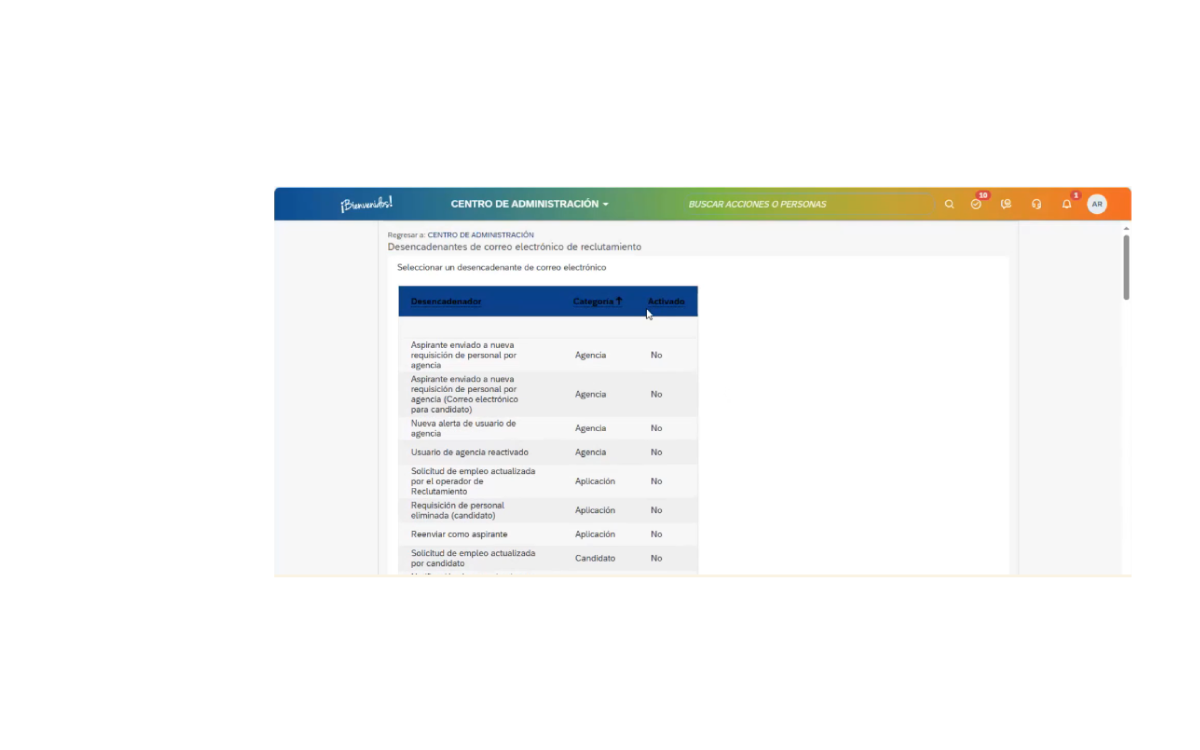 ¡Bienvenidos!
CENTRO DE ADMINISTRACIÓN
BUSCAR ACCIONES O PERSONAS
10
1
AR
Regresar a: CENTRO DE ADMINISTRACIÓN
Desencadenantes de correo electrónico de reclutamiento
Seleccionar un desencadenante de correo electrónico
Desencadenador Categoría Activado
Aspirante enviado a nueva
requisición de personal por
agencia
Agencia No
Aspirante enviado a nueva
requisición de personal por
agencia (Correo electrónico
para candidato)
Agencia No
Nueva alerta de usuario de
agencia
Agencia No
Usuario de agencia reactivado Agencia No
Solicitud de empleo actualizada
por el operador de
Reclutamiento
Aplicación No
Requisición de personal
eliminada (candidato)
Aplicación No
Reenviar como aspirante Aplicación No
Solicitud de empleo actualizada
por candidato
Candidato No